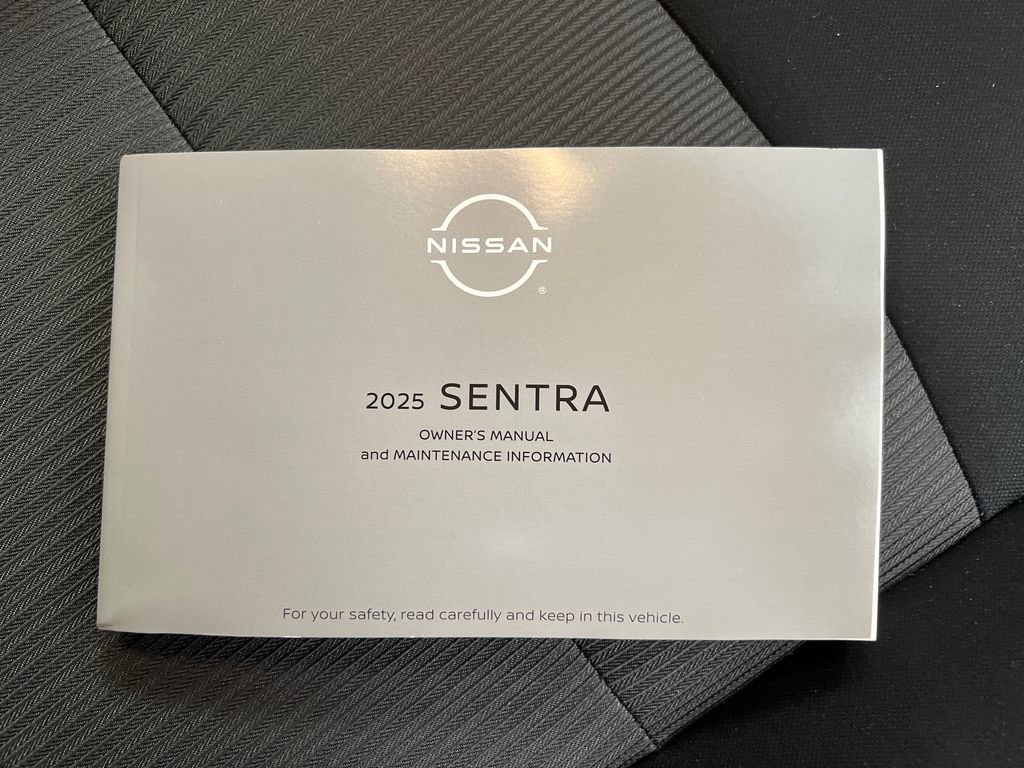 NISSAN
®
2025 SENTRA
OWNER'S MANUAL
and MAINTENANCE INFORMATION
For your safety, read carefully and keep in this vehicle.